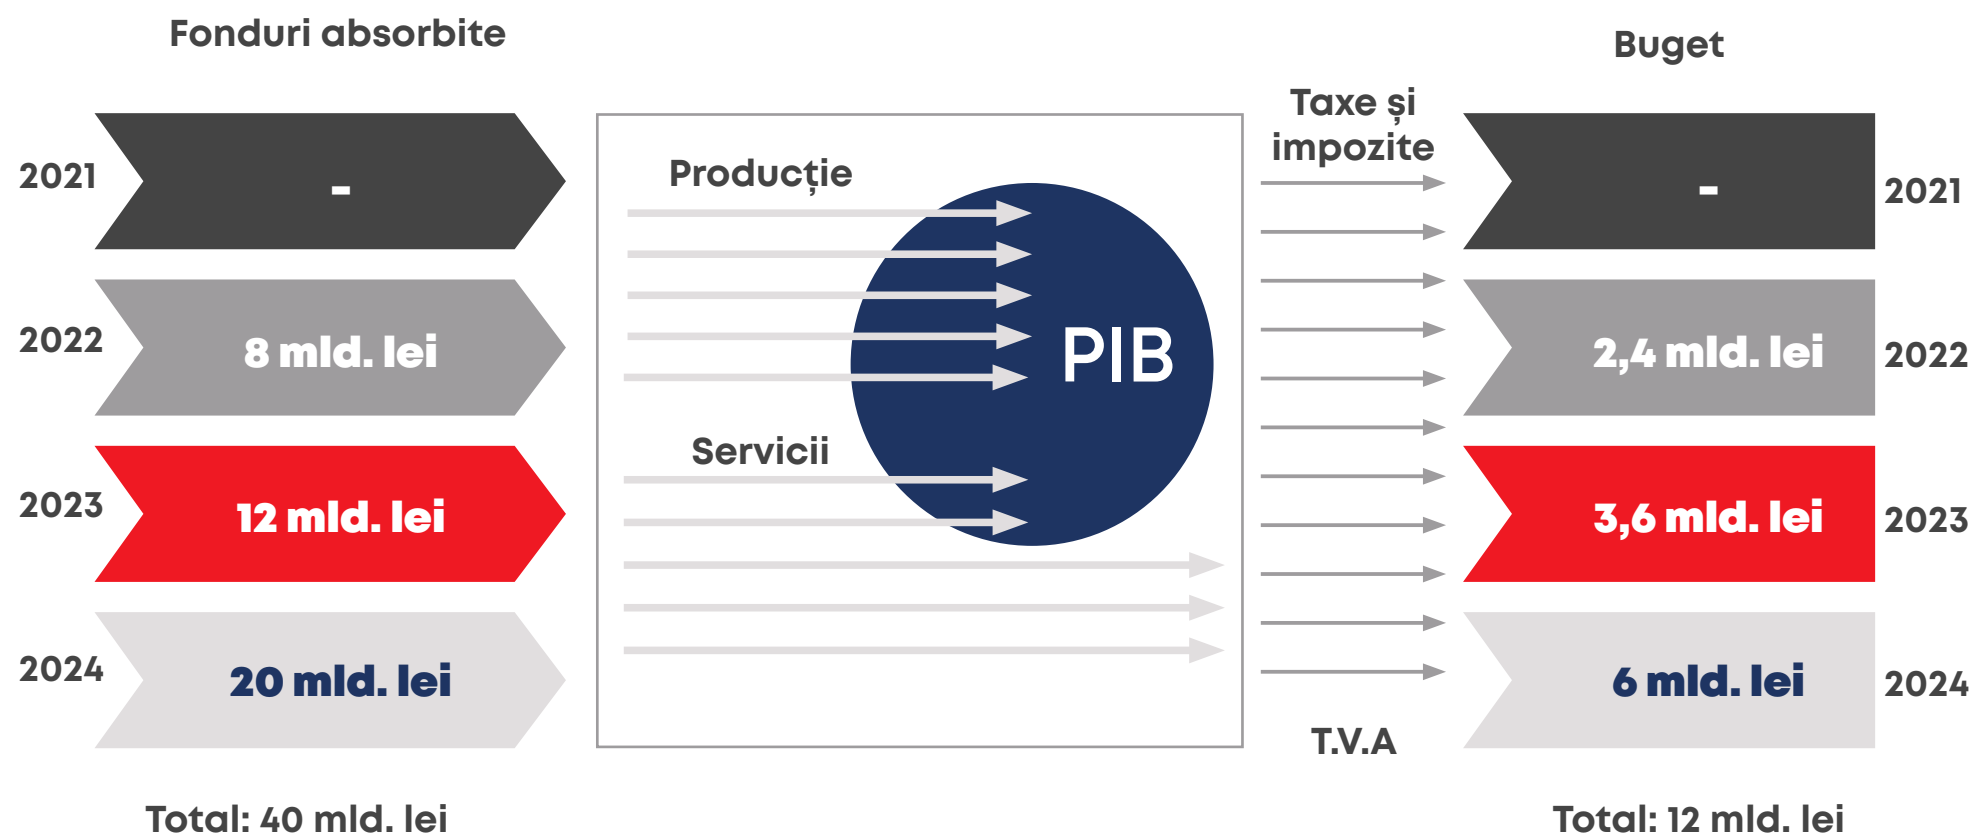 Fonduri absorbite
2021
-
2022
8 mld. lei
2023
12 mld. lei
2024
20 mld. lei
Total: 40 mld. lei
Producție
PIB
Servicii
Taxe și
impozite
T.V.A
Buget
-
2021
2,4 mld. lei
2022
3,6 mld. lei
2023
6 mld. lei
2024
Total: 12 mld. lei